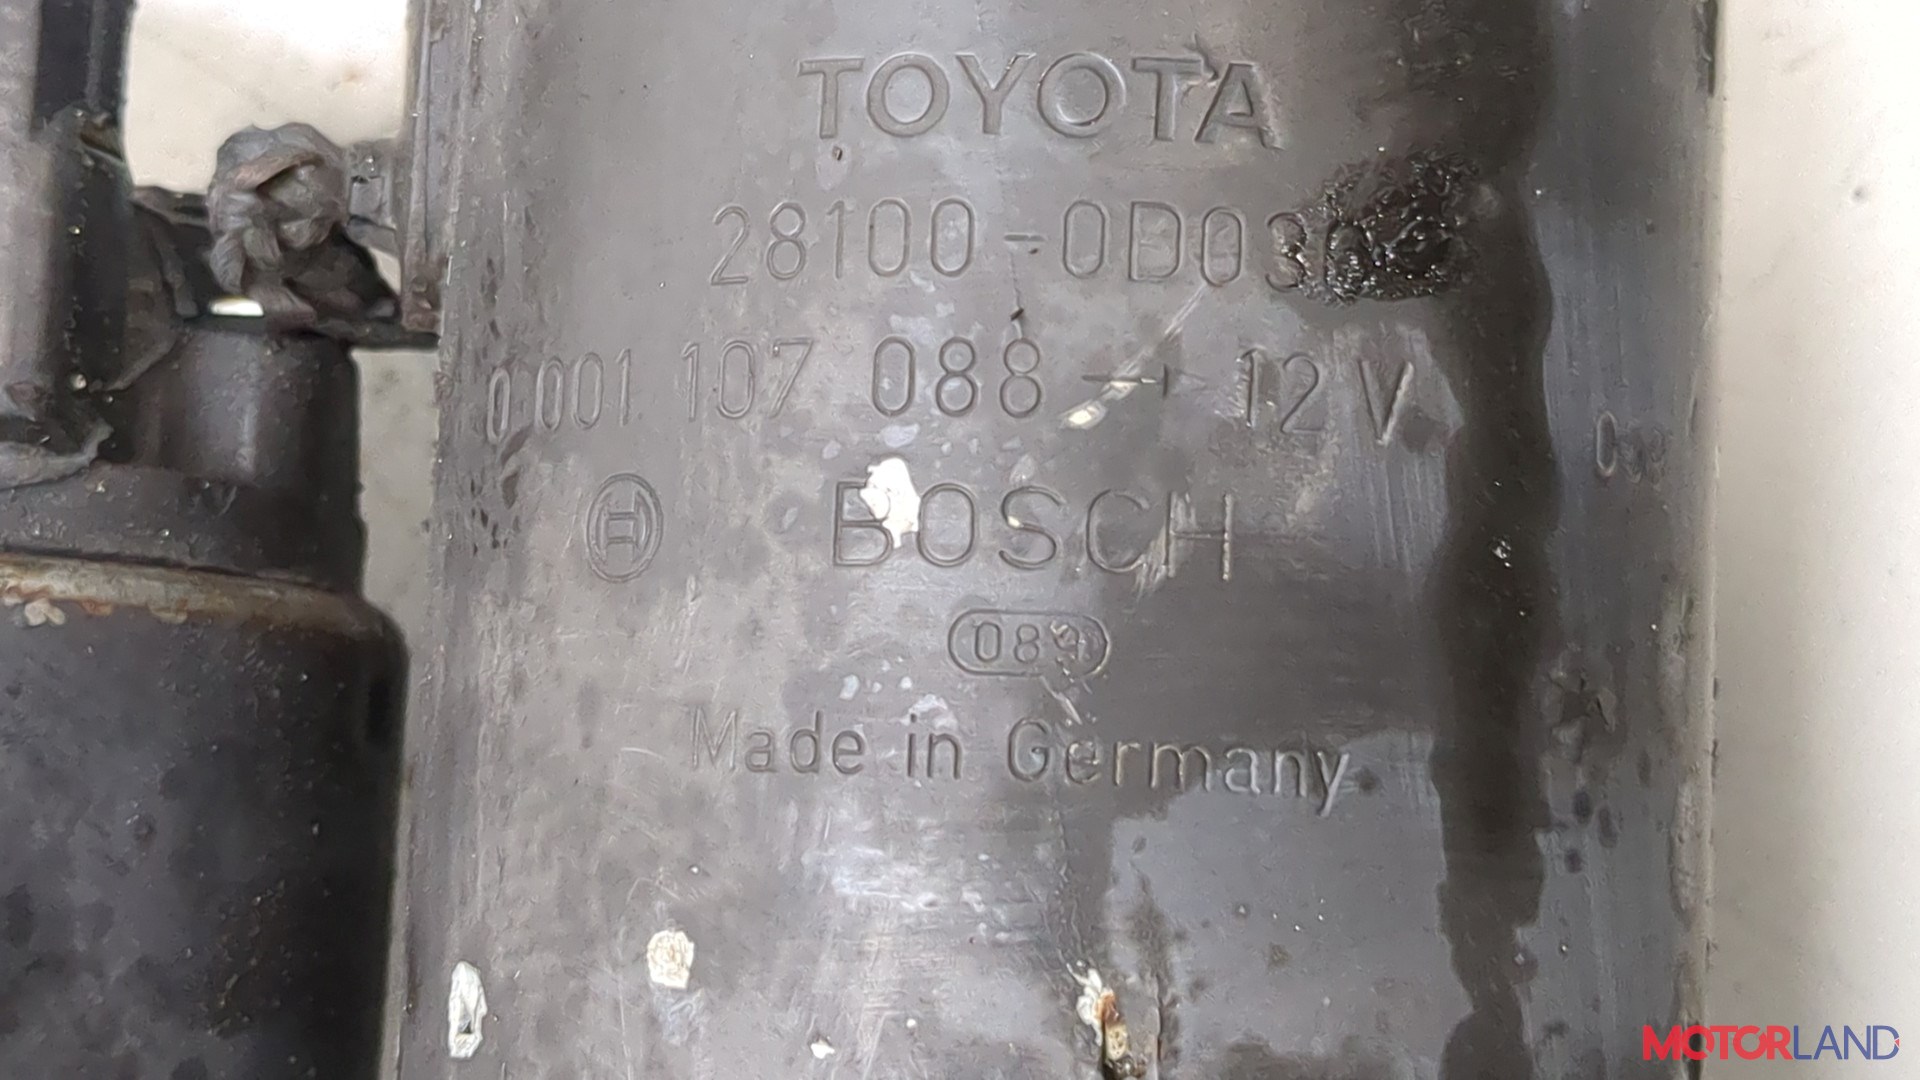 TOYOTA
28100-0D030
0 001 107 088 → 12 V
BOSCH
089
Made in Germany
MOTORLAND